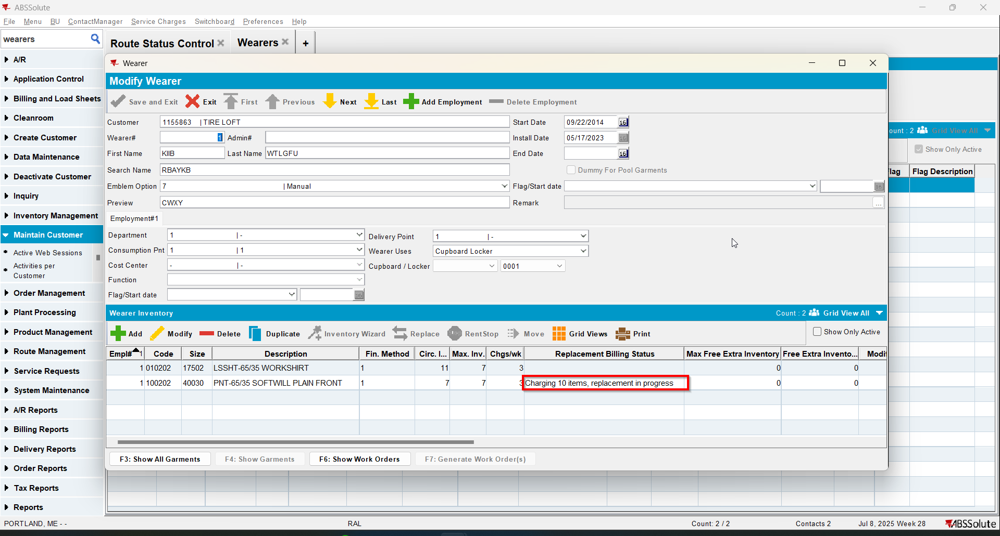 ABSSolute
File Menu BU ContactManager Service Charges Switchboard Preferences Help
wearers
Route Status Control Wearers +
A/R
Application Control
Billing and Load Sheets
Cleanroom
Create Customer
Data Maintenance
Deactivate Customer
Inquiry
Inventory Management
Maintain Customer
Active Web Sessions
Activities per
Customer
Order Management
Plant Processing
Product Management
Route Management
Service Requests
System Maintenance
A/R Reports
Billing Reports
Delivery Reports
Order Reports
Tax Reports
Reports
Wearer
Modify Wearer
Save and Exit Exit First Previous Next Last Add Employment Delete Employment
Customer 1155863 | TIRE LOFT Start Date 09/22/2014 16
Wearer# 1 Admin# Install Date 05/17/2023 16
First Name KIIB Last Name WTLGFU End Date 16
Search Name RBAYKB Dummy For Pool Garments
Emblem Option 7 | Manual Flag/Start date 16
Preview CWXY Remark ...
Employment#1
Department 1 | - Delivery Point 1 | -
Consumption Pnt 1 | 1 Wearer Uses Cupboard Locker
Cost Center - | - Cupboard / Locker 0001
Function
Flag/Start date 16
Wearer Inventory Count : 2 Grid View All
Add Modify Delete Duplicate Inventory Wizard Replace RentStop Move Grid Views Print Show Only Active
Empl# 1 Code Size Description Fin. Method Circ. I... Max. Inv. Chgs/wk Replacement Billing Status Max Free Extra Inventory Free Extra Invento... Modif
1 010202 17502 LSSHT-65/35 WORKSHIRT 1 11 7 3 0 0
1 100202 40030 PNT-65/35 SOFTWILL PLAIN FRONT 1 7 7 3 Charging 10 items, replacement in progress 0 0
F3: Show All Garments F4: Show Garments F6: Show Work Orders F7: Generate Work Order(s)
ount : 2 Grid View All
Show Only Active
lag Flag Description
PORTLAND, ME - - RAL Count: 2 / 2 Contacts 2 Jul 8, 2025 Week 28 ABSSolute